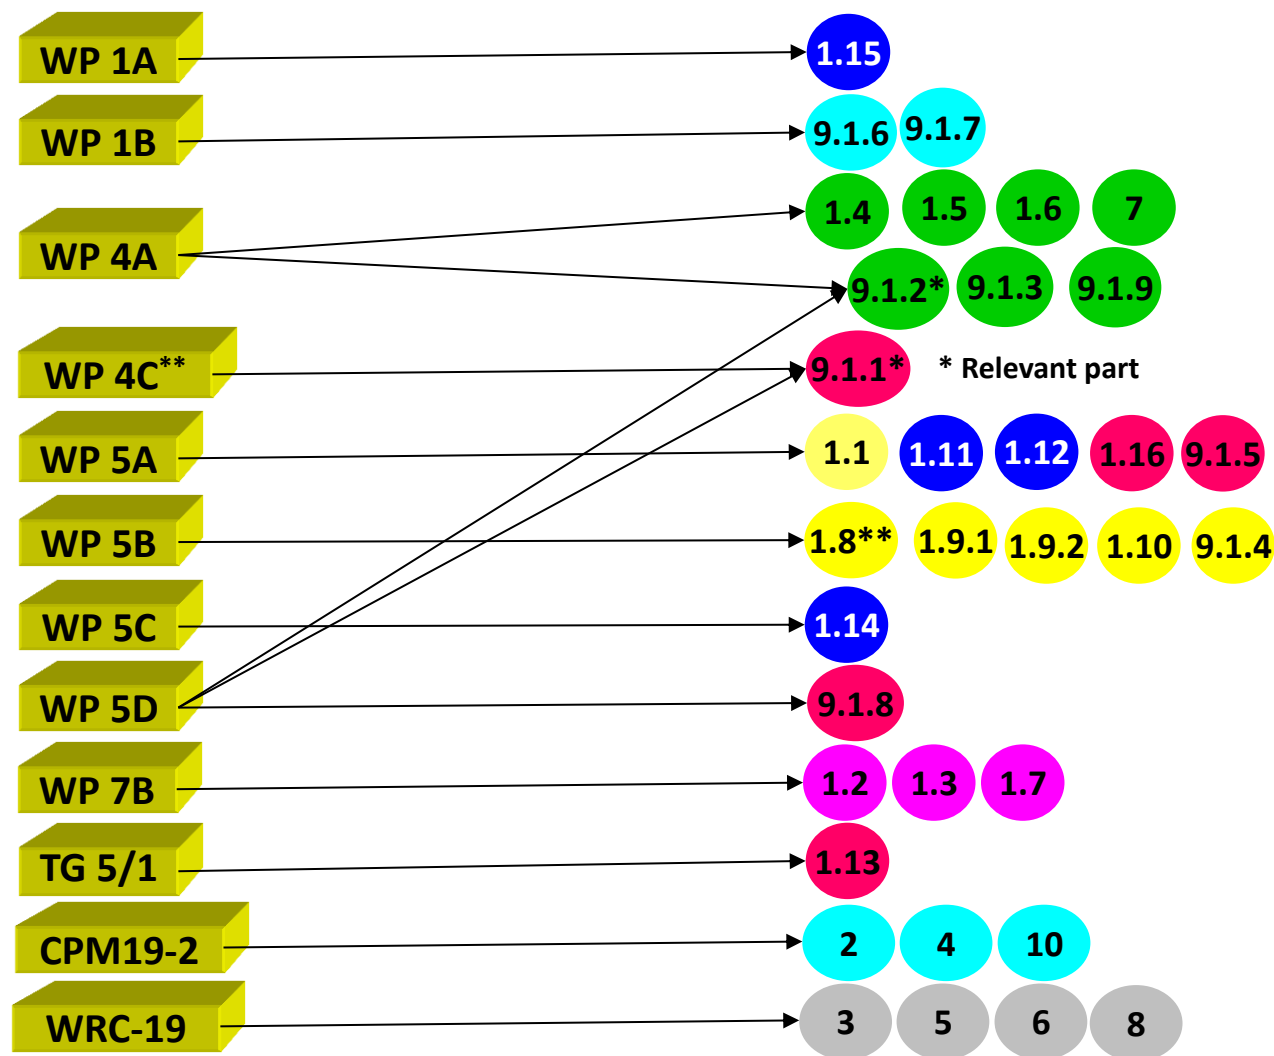 WP 1A 1.15
WP 1B 9.1.6 9.1.7
WP 4A 1.4 1.5 1.6 7
9.1.2* 9.1.3 9.1.9
WP 4C** 9.1.1* * Relevant part
WP 5A 1.1 1.11 1.12 1.16 9.1.5
WP 5B 1.8** 1.9.1 1.9.2 1.10 9.1.4
WP 5C 1.14
WP 5D 9.1.8
WP 7B 1.2 1.3 1.7
TG 5/1 1.13
CPM19-2 2 4 10
WRC-19 3 5 6 8